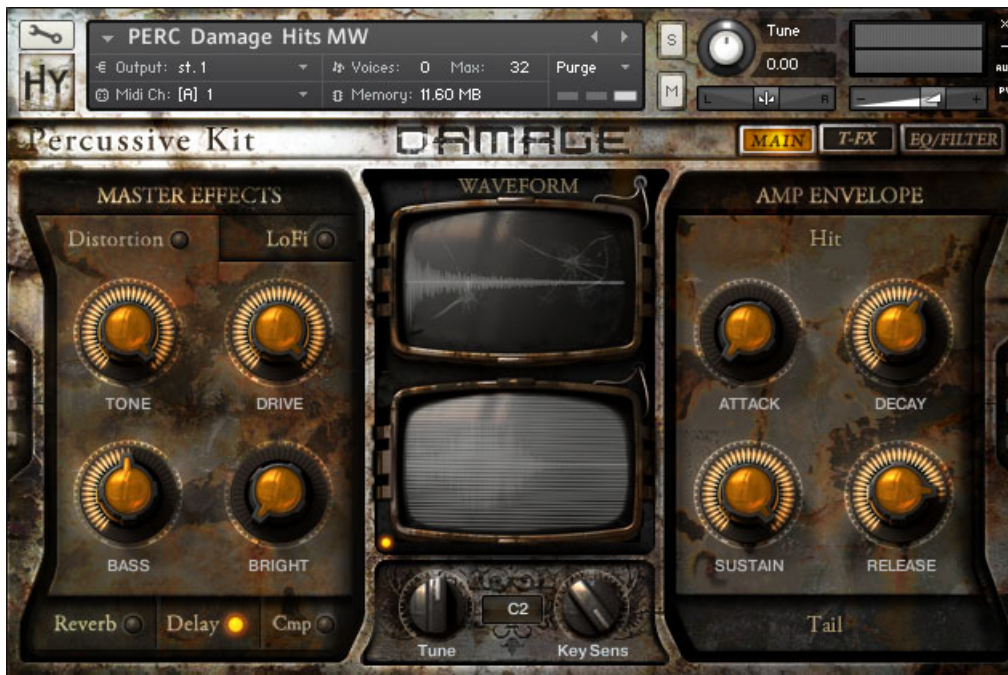 PERC Damage Hits MW
S
Tune
Output: st.1
Voices: 0 Max: 32
Purge
0.00
HY
Midi Ch: [A] 1
Memory: 11.60 MB
M
L R
- +
Percussive Kit
DAMAGE
MAIN
T-FX
EQ/FILTER
MASTER EFFECTS
WAVEFORM
AMP ENVELOPE
Distortion
LoFi
Hit
TONE
DRIVE
ATTACK
DECAY
BASS
BRIGHT
SUSTAIN
RELEASE
Reverb
Delay
Cmp
C2
Tune
Key Sens
Tail